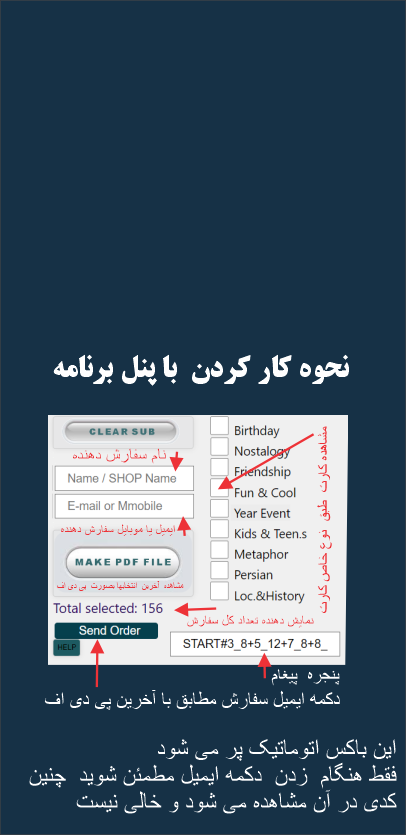 نحوه کار کردن با پنل برنامه
CLEAR SUB
نام سفارش دهنده
Name / SHOP Name
E-mail or Mmobile
ایمیل یا موبایل سفارش دهنده
MAKE PDF FILE
مشاهده آخرین انتخابها بصورت پی دی اف
Total selected: 156
Send Order
HELP
Birthday
Nostalogy
Friendship
Fun & Cool
Year Event
Kids & Teen.s
Metaphor
Persian
Loc.&History
مشاهده کارت طبق نوع خاص کارت
نمایش دهنده تعداد کل سفارش
START#3_8+5_12+7_8+8_
پنجره پیغام
دکمه ایمیل سفارش مطابق با آخرین پی دی اف
این باکس اتوماتیک پر می شود
فقط هنگام زدن دکمه ایمیل مطمئن شوید چنین
کدی در آن مشاهده می شود و خالی نیست